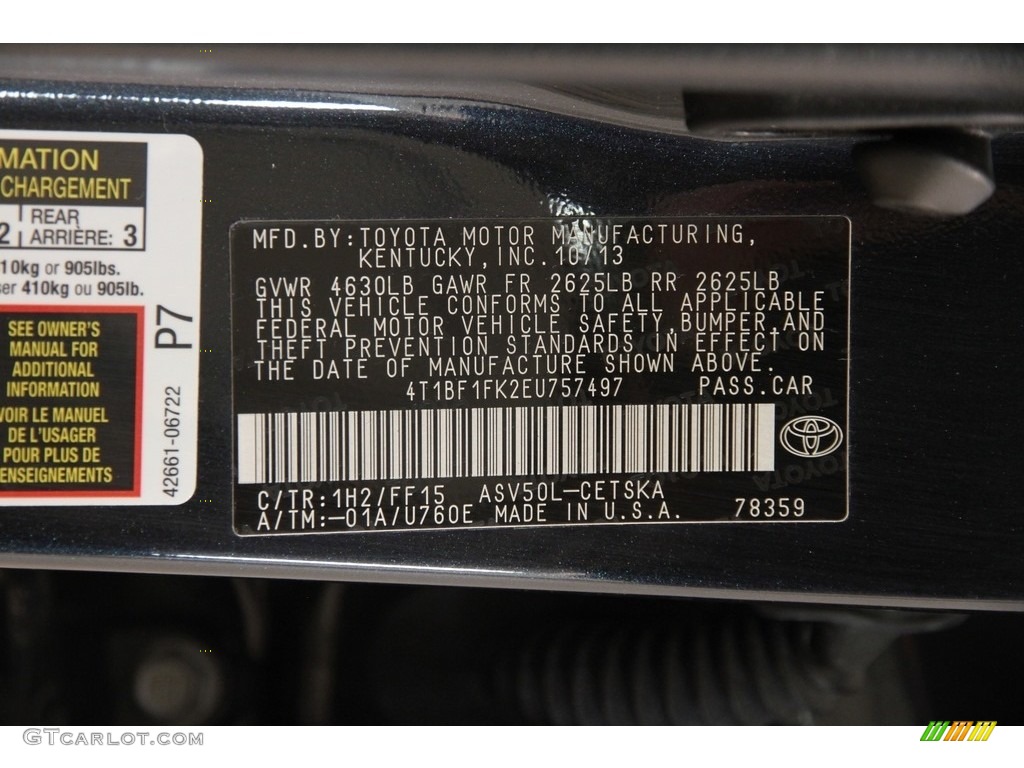 MATION
CHARGEMENT
2 REAR
ARRIÈRE: 3
10kg or 905lbs.
ser 410kg ou 905lb.
SEE OWNER'S
MANUAL FOR
ADDITIONAL
INFORMATION
VOIR LE MANUEL
DE L'USAGER
POUR PLUS DE
ENSEIGNEMENTS
P7
42661-06722
MFD.BY:TOYOTA MOTOR MANUFACTURING,
KENTUCKY,INC.10/13
GVWR 4630LB GAWR FR 2625LB RR 2625LB
THIS VEHICLE CONFORMS TO ALL APPLICABLE
FEDERAL MOTOR VEHICLE SAFETY,BUMPER,AND
THEFT PREVENTION STANDARDS IN EFFECT ON
THE DATE OF MANUFACTURE SHOWN ABOVE.
4T1BF1FK2EU757497 PASS.CAR
C/TR:1H2/FF15 ASV50L-CETSKA
A/TM:-01A/U760E MADE IN U.S.A. 78359
GTcarlot.com